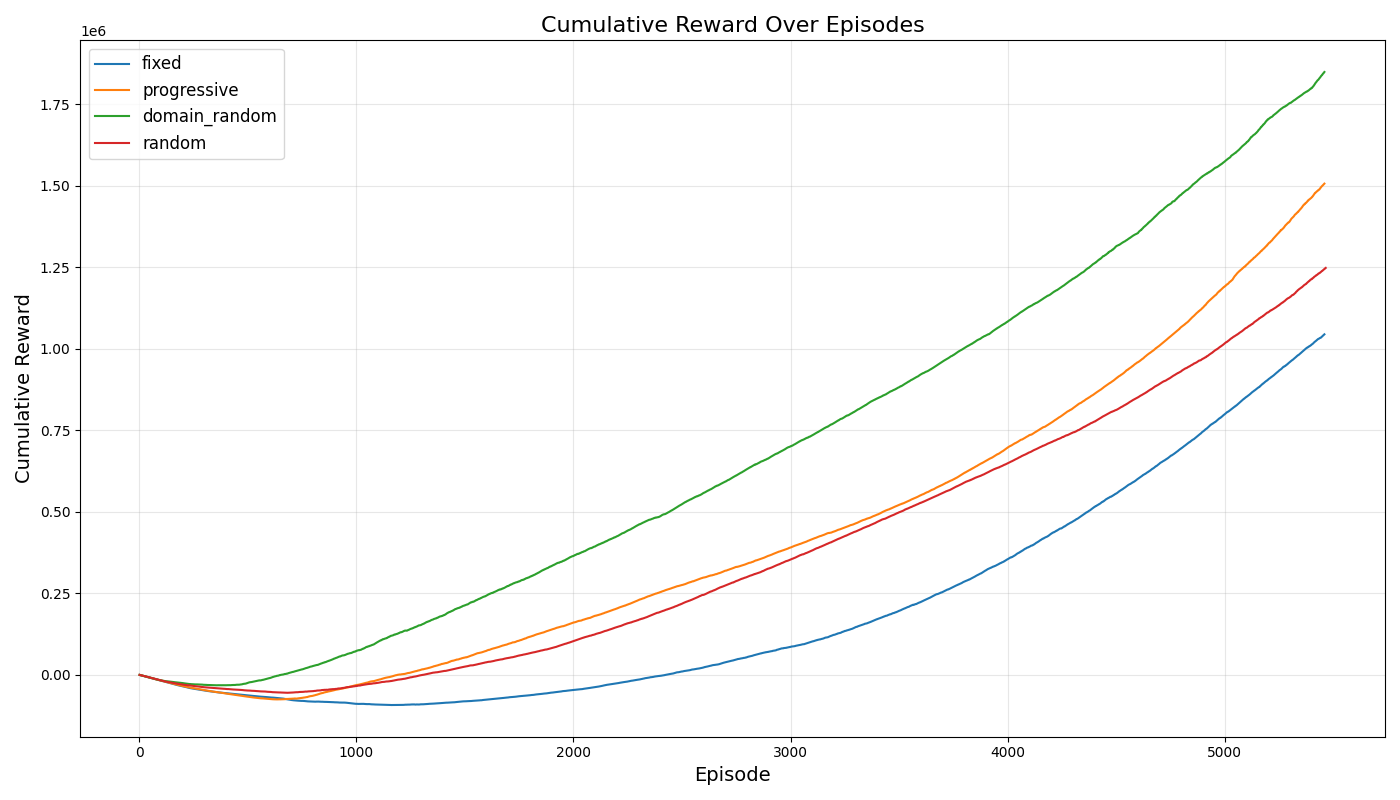 Cumulative Reward Over Episodes
1e6
fixed
progressive
domain_random
random
1.75
1.50
1.25
1.00
0.75
0.50
0.25
0.00
Cumulative Reward
0 1000 2000 3000 4000 5000
Episode